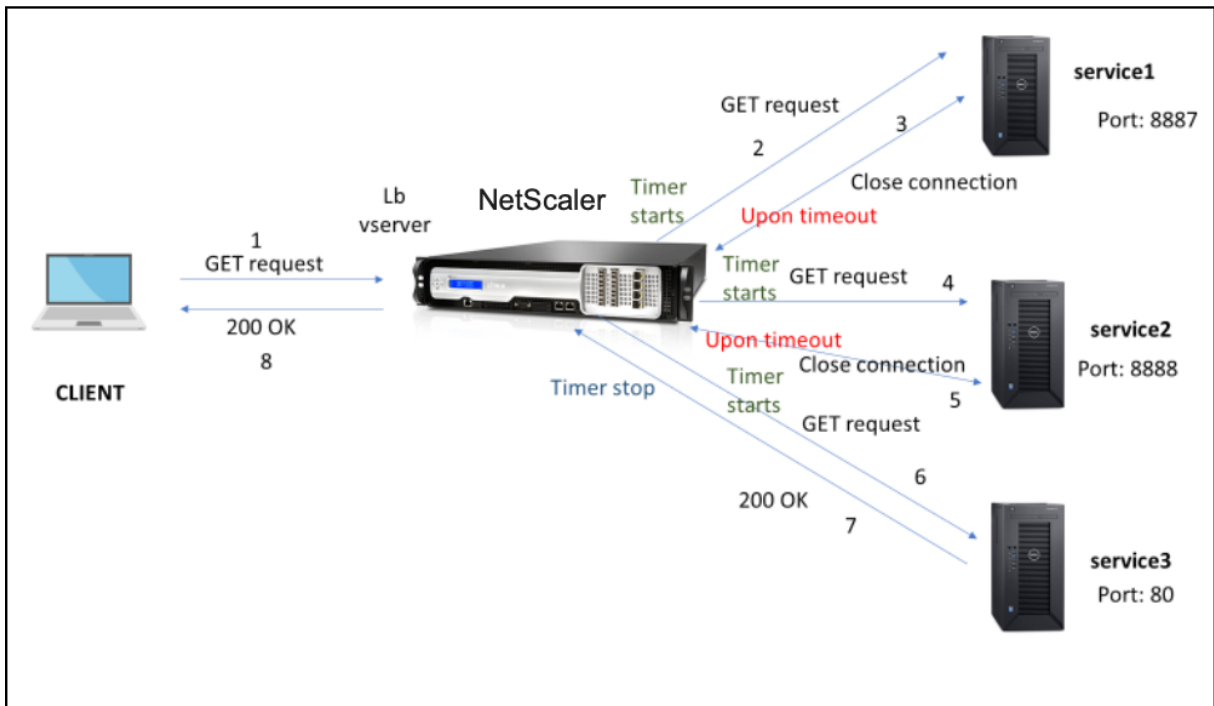 service1
Port: 8887
GET request
2
3
Close connection
Timer
starts
Upon timeout
Lb
vserver
NetScaler
1
GET request
200 OK
8
CLIENT
Timer
starts
GET request
4
service2
Port: 8888
Upon timeout
Close connection
5
Timer stop
Timer
starts
GET request
6
200 OK
7
service3
Port: 80